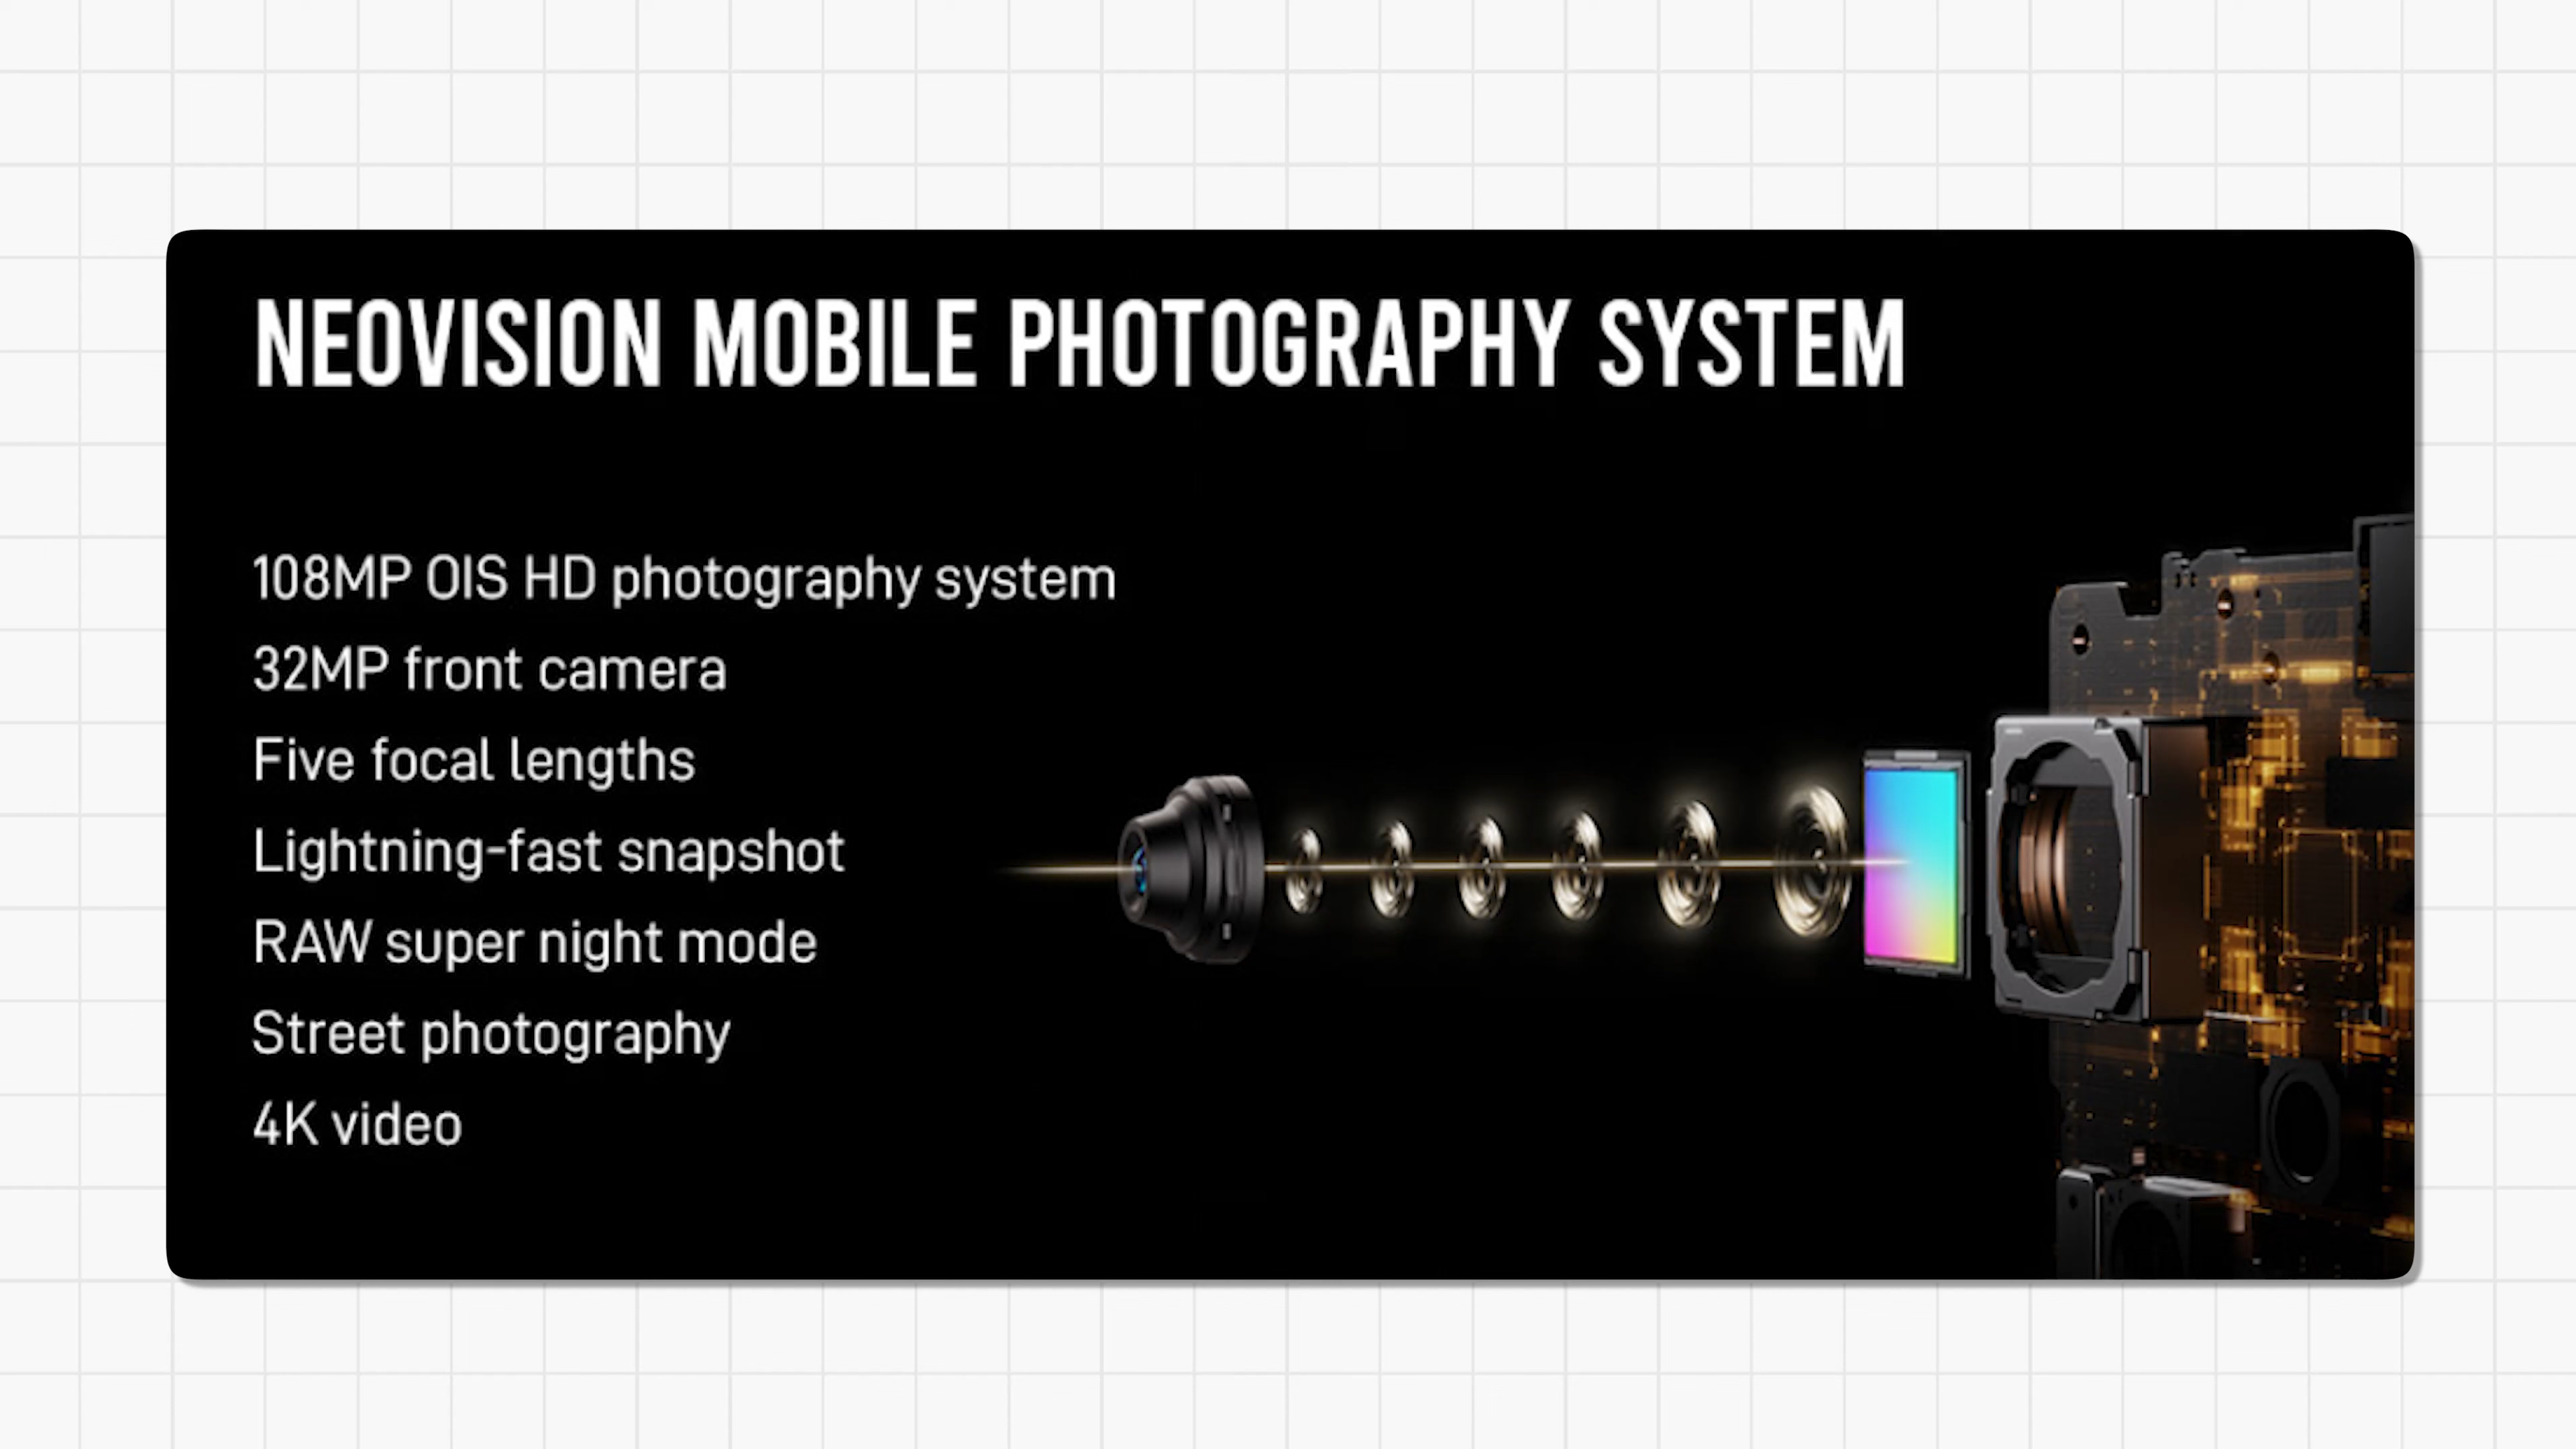 NEOVISION MOBILE PHOTOGRAPHY SYSTEM
108MP OIS HD photography system
32MP front camera
Five focal lengths
Lightning-fast snapshot
RAW super night mode
Street photography
4K video